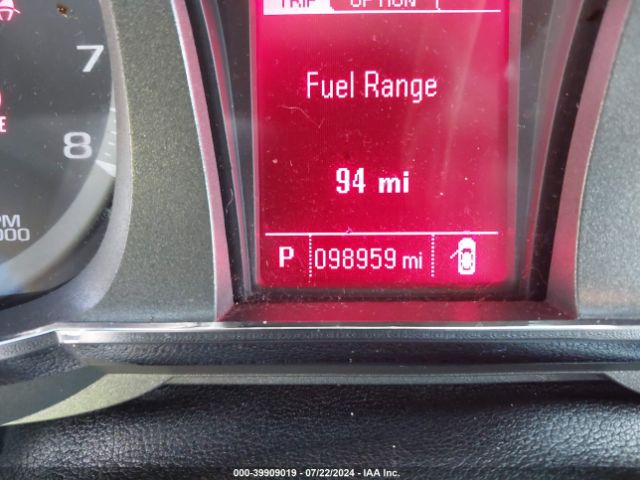 TRIP OPTION
7
Fuel Range
8
94 mi
P 098959 mi
000-39909019 - 07/22/2024 - IAA Inc.